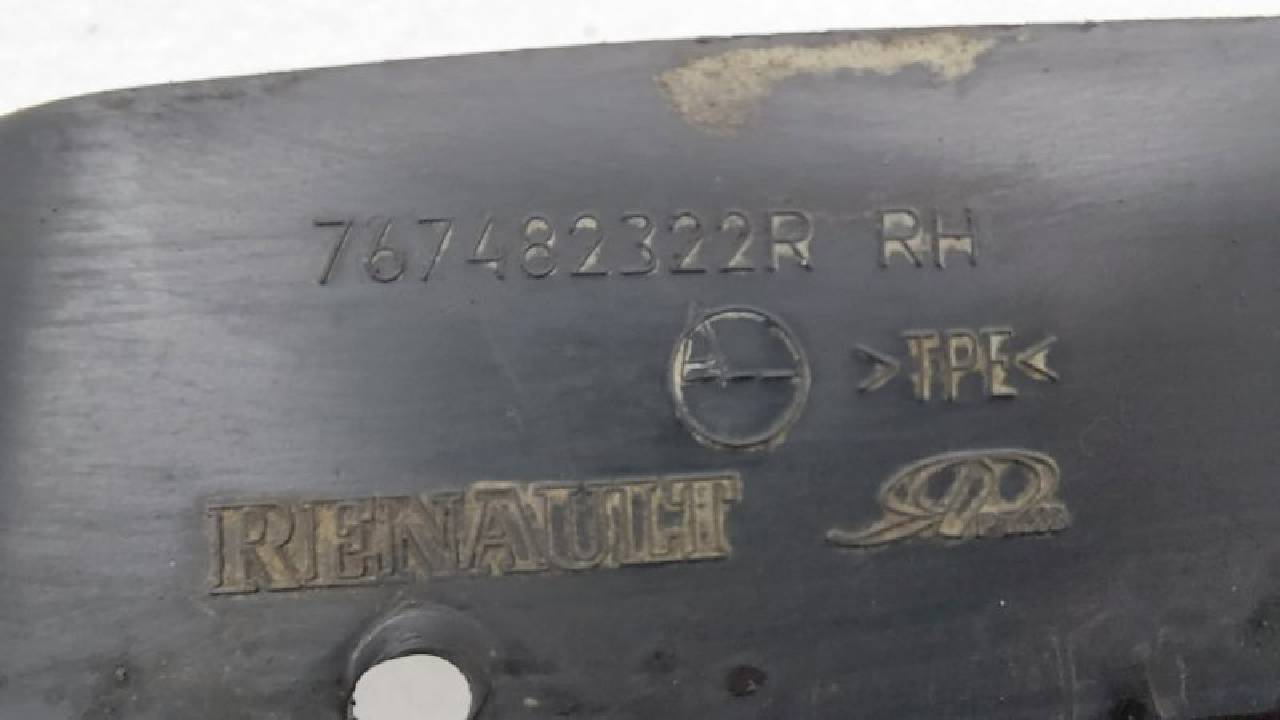 767482322R RH
>TPE<
RENAULT